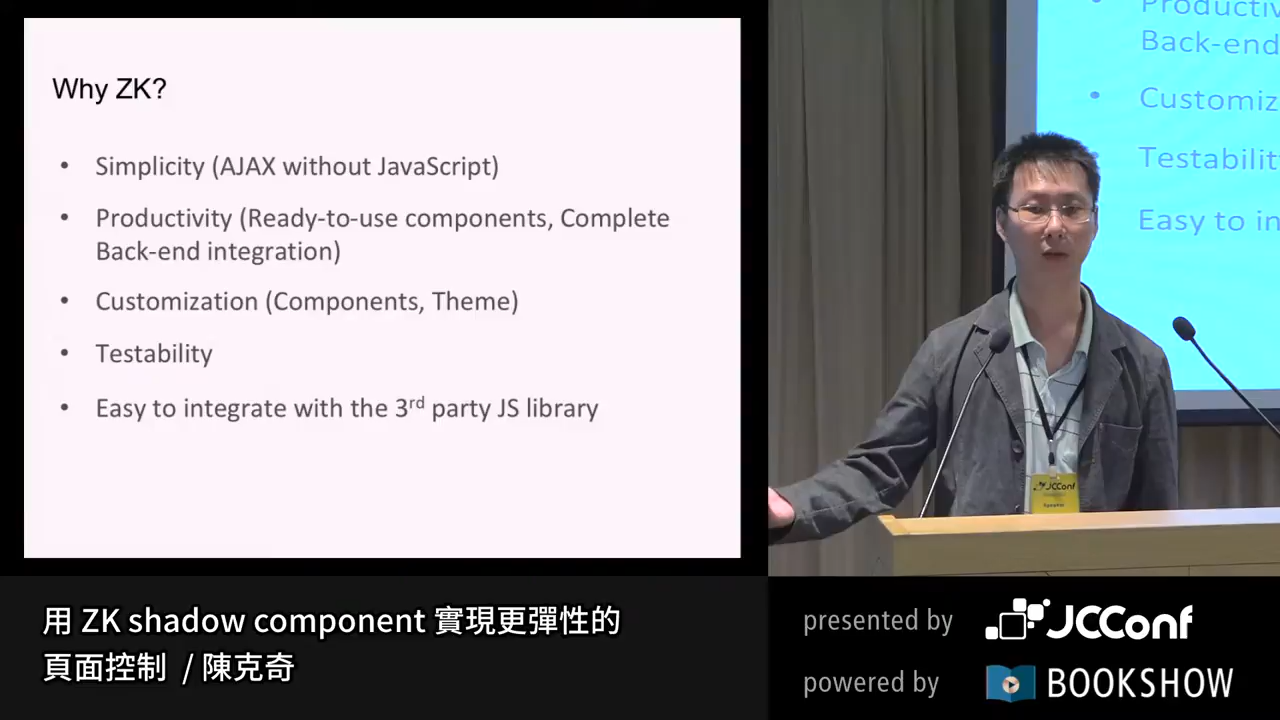 Why ZK?
• Simplicity (AJAX without JavaScript)
• Productivity (Ready-to-use components, Complete
Back-end integration)
• Customization (Components, Theme)
• Testability
• Easy to integrate with the 3rd party JS library
• Productiv
Back-end
• Customiz
Testabilit
Easy to in
JCConf
Speaker
用 ZK shadow component 實現更彈性的
頁面控制 / 陳克奇
presented by JCConf
powered by BOOKSHOW